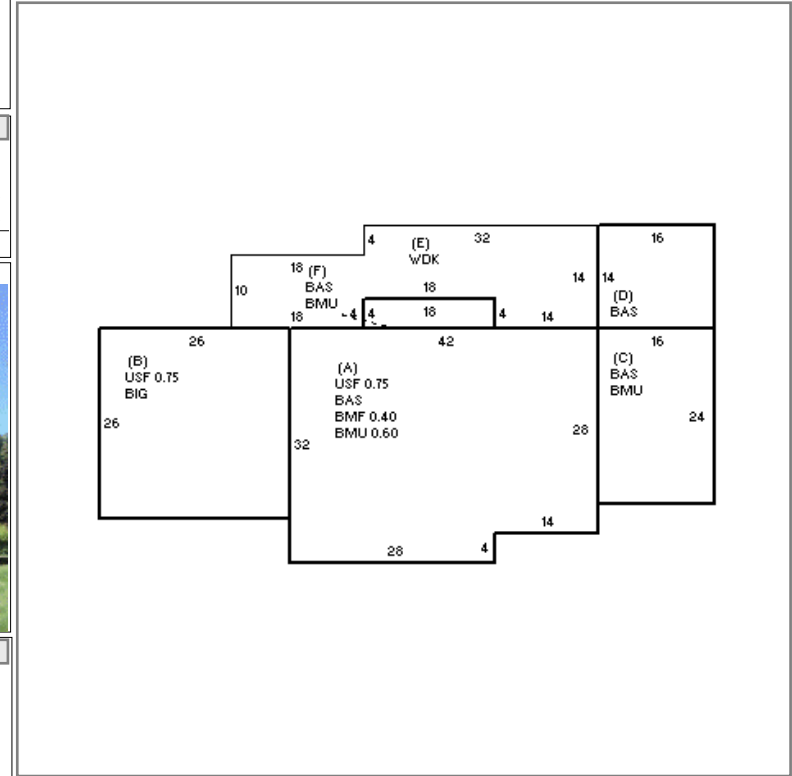 4
32
16
(E)
WDK
18
(F)
14
14
10
BAS
18
(D)
BMU
BAS
18
4
4
18
4
14
26
42
16
(B)
(A)
(C)
USF 0.75
USF 0.75
BAS
BIG
BAS
BMU
26
BMF 0.40
24
BMU 0.60
28
32
14
28
4